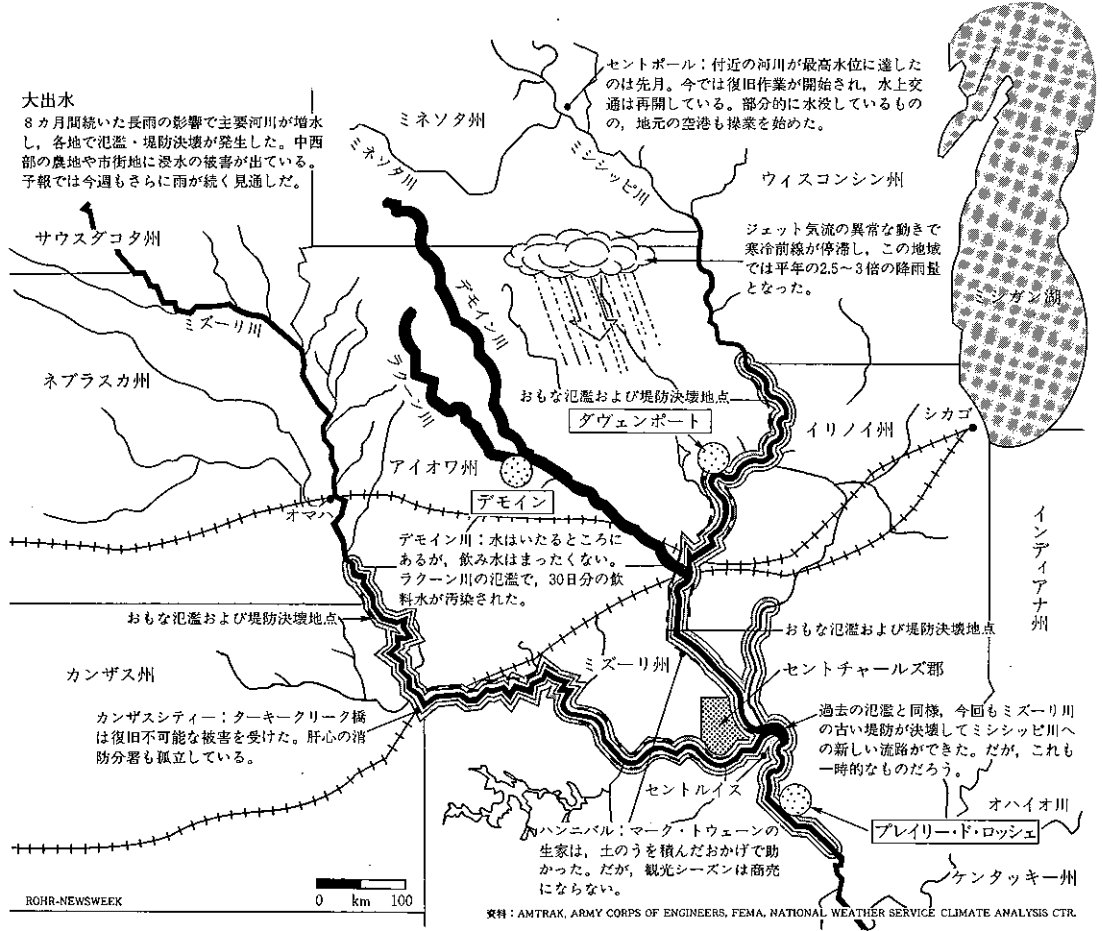 大出水
8ヵ月間続いた長雨の影響で主要河川が増水
し，各地で氾濫・堤防決壊が発生した。中西
部の農地や市街地に浸水の被害が出ている。
予報では今週もさらに雨が続く見通しだ。
セントポール：付近の河川が最高水位に達した
のは先月。今では復旧作業が開始され，水上交
通は再開している。部分的に水没しているもの
の，地元の空港も操業を始めた。
ミネソタ州
ミネソタ川
ミシシッピ川
ウィスコンシン州
サウスダコタ州
ジェット気流の異常な動きで
寒冷前線が停滞し，この地域
では平年の2.5〜3倍の降雨量
となった。
ミシガン湖
ミズーリ川
デモイン川
ラクーン川
ネブラスカ州
おもな氾濫および堤防決壊地点
ダヴェンポート
イリノイ州
シカゴ
アイオワ州
デモイン
オマハ
デモイン川：水はいたるところに
あるが，飲み水はまったくない。
ラクーン川の氾濫で，30日分の飲
料水が汚染された。
インディアナ州
おもな氾濫および堤防決壊地点
おもな氾濫および堤防決壊地点
カンザス州
ミズーリ州
セントチャールズ郡
カンザスシティー：ターキークリーク橋
は復旧不可能な被害を受けた。肝心の消
防分署も孤立している。
過去の氾濫と同様，今回もミズーリ川
の古い堤防が決壊してミシシッピ川へ
の新しい流路ができた。だが，これも
一時的なものだろう。
セントルイス
オハイオ川
プレイリー・ド・ロッシェ
ハンニバル：マーク・トウェーンの
生家は，土のうを積んだおかげで助
かった。だが，観光シーズンは商売
にならない。
ケンタッキー州
0 km 100
ROHR-NEWSWEEK
資料：AMTRAK, ARMY CORPS OF ENGINEERS, FEMA, NATIONAL WEATHER SERVICE CLIMATE ANALYSIS CTR.